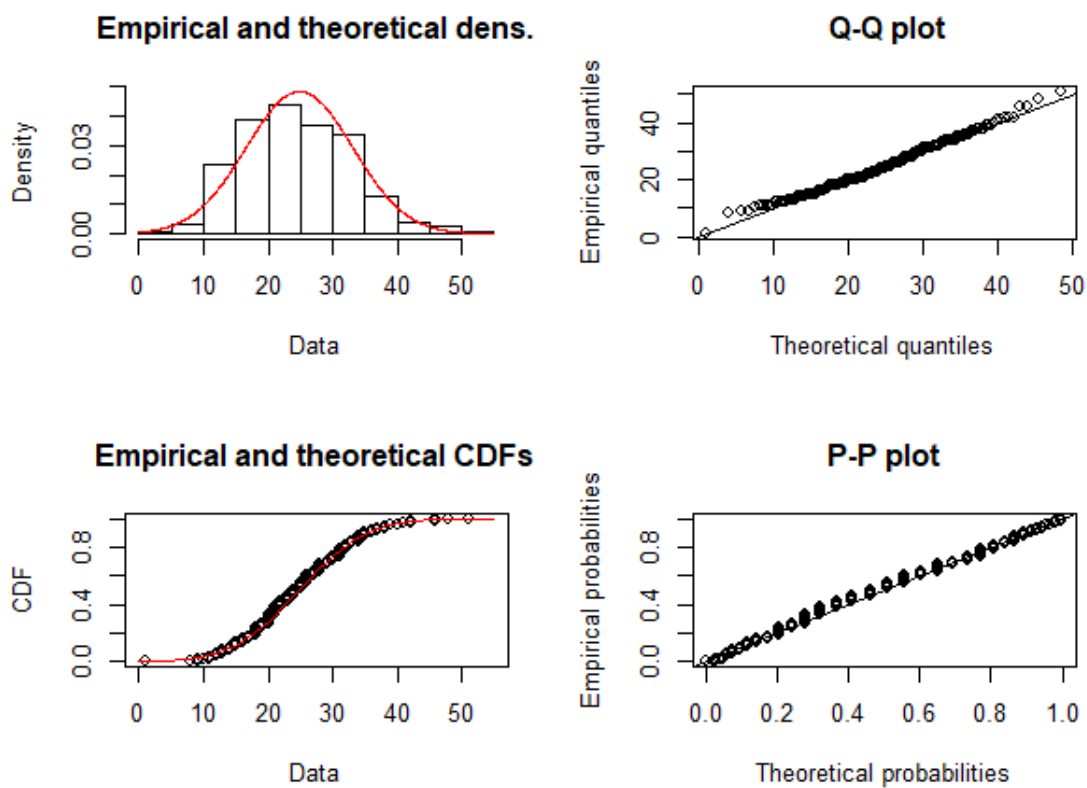 Empirical and theoretical dens.
Density
0.00 0.03
0 10 20 30 40 50
Data
Q-Q plot
Empirical quantiles
0 20 40
0 10 20 30 40 50
Theoretical quantiles
Empirical and theoretical CDFs
CDF
0.0 0.4 0.8
0 10 20 30 40 50
Data
P-P plot
Empirical probabilities
0.0 0.4 0.8
0.0 0.2 0.4 0.6 0.8 1.0
Theoretical probabilities